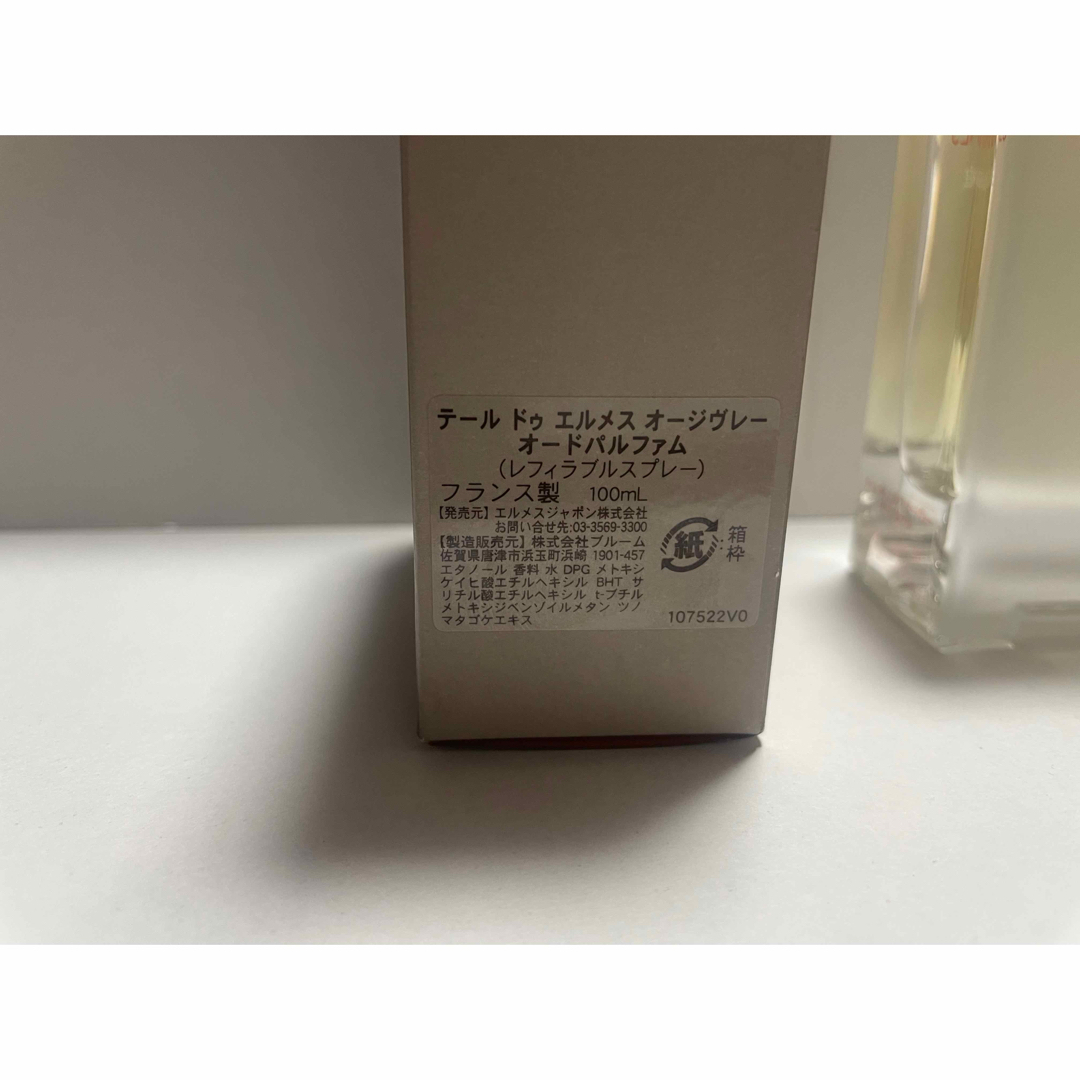 テール ドゥ エルメス オージヴレー
オードパルファム
(レフィラブルスプレー)
フランス製 100mL
【発売元】エルメスジャポン株式会社
お問い合せ先:03-3569-3300
【製造販売元】株式会社ブルーム
佐賀県唐津市浜玉町浜崎 1901-457
エタノール 香料 水 DPG メトキシ
ケイヒ酸エチルヘキシル BHT サ
リチル酸エチルヘキシル t-ブチル
メトキシジベンゾイルメタン ツノ
マタゴケエキス
紙
箱
枠
107522V0